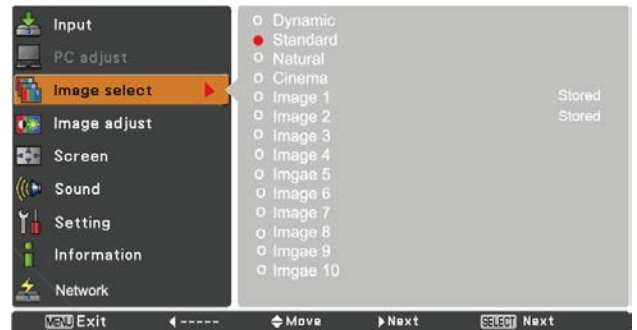 Input
PC adjust
Image select
Image adjust
Screen
Sound
Setting
Information
Network
Dynamic
Standard
Natural
Cinema
Image 1 Stored
Image 2 Stored
Image 3
Image 4
Imgae 5
Image 6
Image 7
Image 8
Imgae 9
Image 10
MENU Exit ----- Move Next SELECT Next